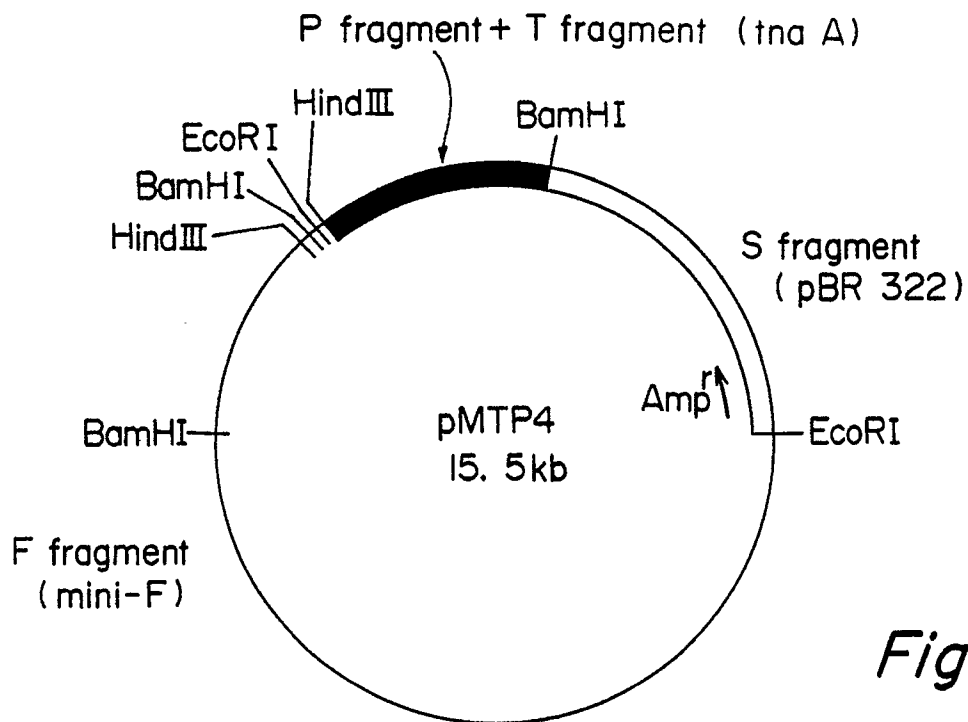 P fragment + T fragment (tna A)
HindⅢ
BamHI
EcoRI
BamHI
HindⅢ
S fragment
(pBR 322)
Ampʳ
BamHI
pMTP4
EcoRI
15. 5kb
F fragment
(mini-F)
Fig